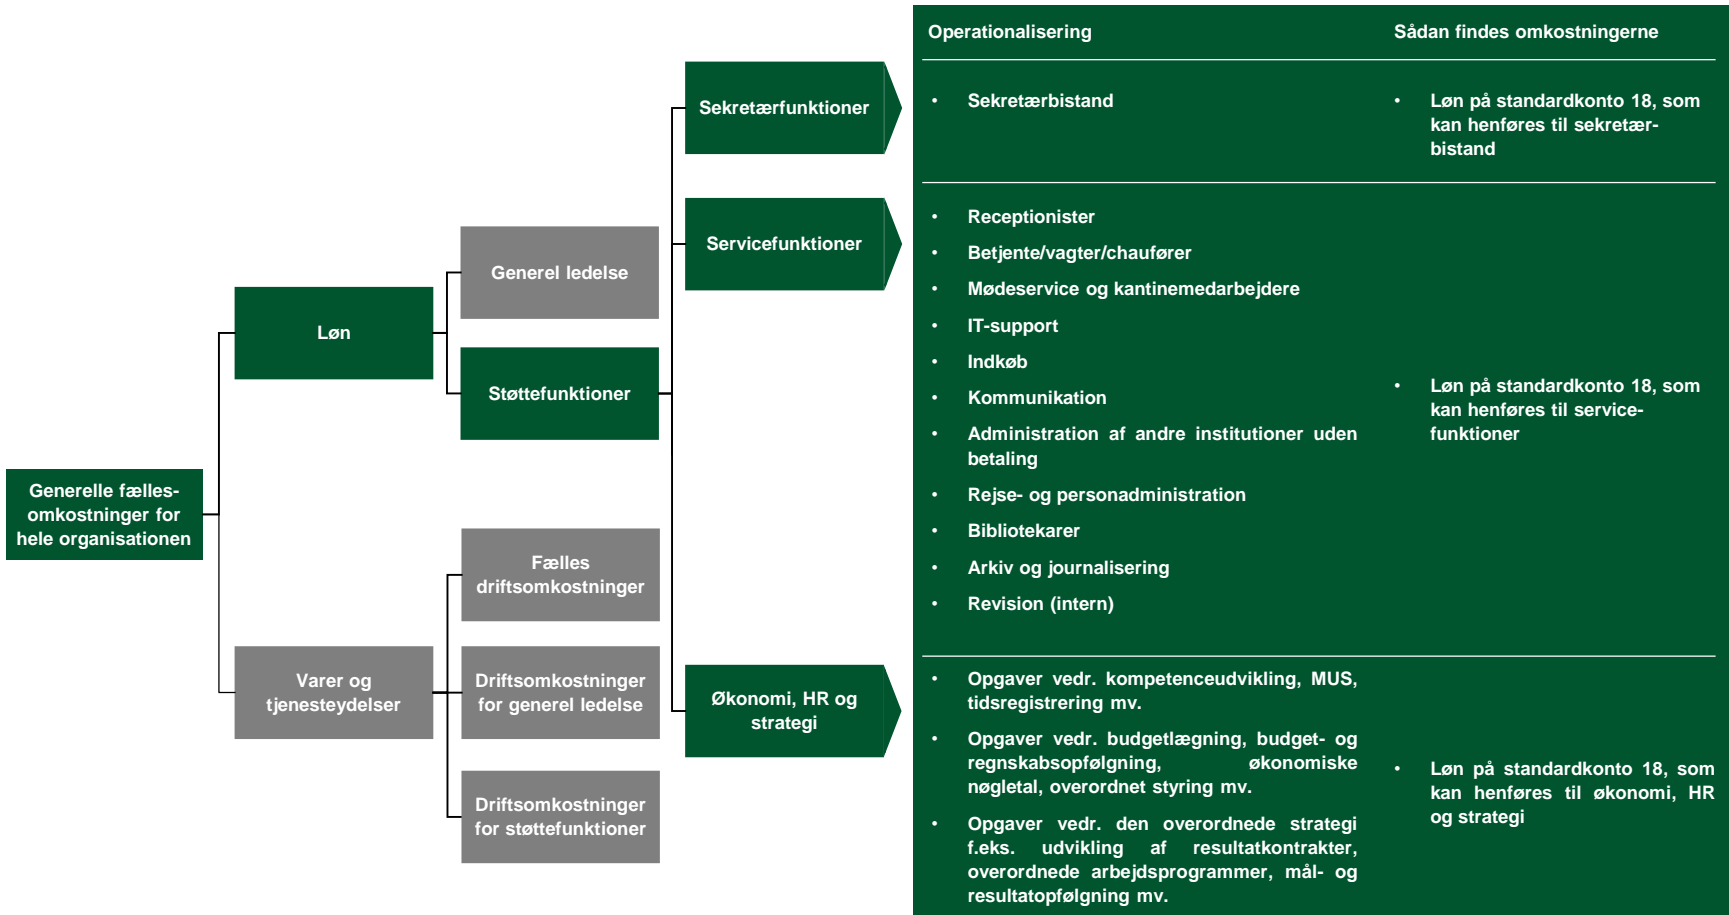 Generelle fælles-
omkostninger for
hele organisationen
Løn
Varer og
tjenesteydelser
Generel ledelse
Støttefunktioner
Fælles
driftsomkostninger
Driftsomkostninger
for generel ledelse
Driftsomkostninger
for støttefunktioner
Sekretærfunktioner
Servicefunktioner
Økonomi, HR og
strategi
Operationalisering
Sådan findes omkostningerne
• Sekretærbistand
• Løn på standardkonto 18, som
kan henføres til sekretær-
bistand
• Receptionister
• Betjente/vagter/chaufører
• Mødeservice og kantinemedarbejdere
• IT-support
• Indkøb
• Kommunikation
• Administration af andre institutioner uden
betaling
• Rejse- og personadministration
• Bibliotekarer
• Arkiv og journalisering
• Revision (intern)
• Løn på standardkonto 18, som
kan henføres til service-
funktioner
• Opgaver vedr. kompetenceudvikling, MUS,
tidsregistrering mv.
• Opgaver vedr. budgetlægning, budget- og
regnskabsopfølgning, økonomiske
nøgletal, overordnet styring mv.
• Opgaver vedr. den overordnede strategi
f.eks. udvikling af resultatkontrakter,
overordnede arbejdsprogrammer, mål- og
resultatopfølgning mv.
• Løn på standardkonto 18, som
kan henføres til økonomi, HR
og strategi